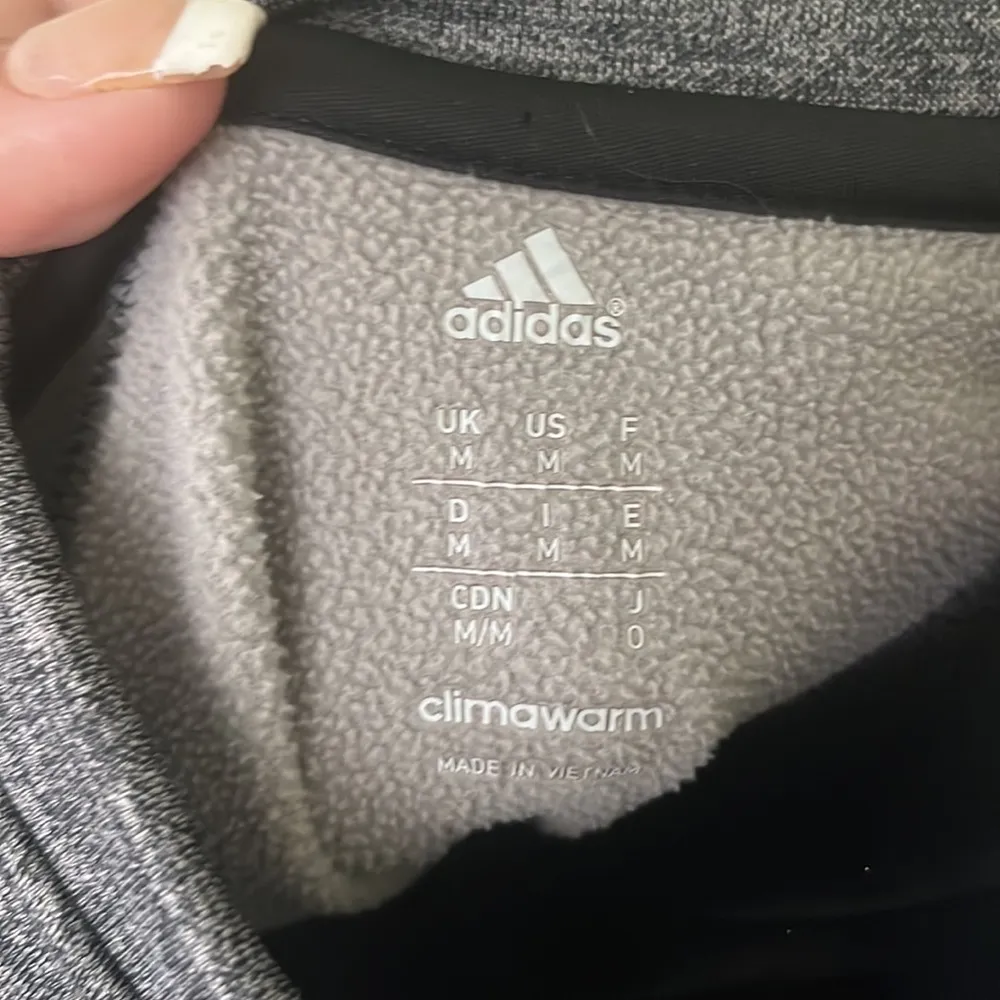 adidas®
UK US F
M M M
D I E
M M M
CDN J
M/M O
climawarm
MADE IN VIETNAM